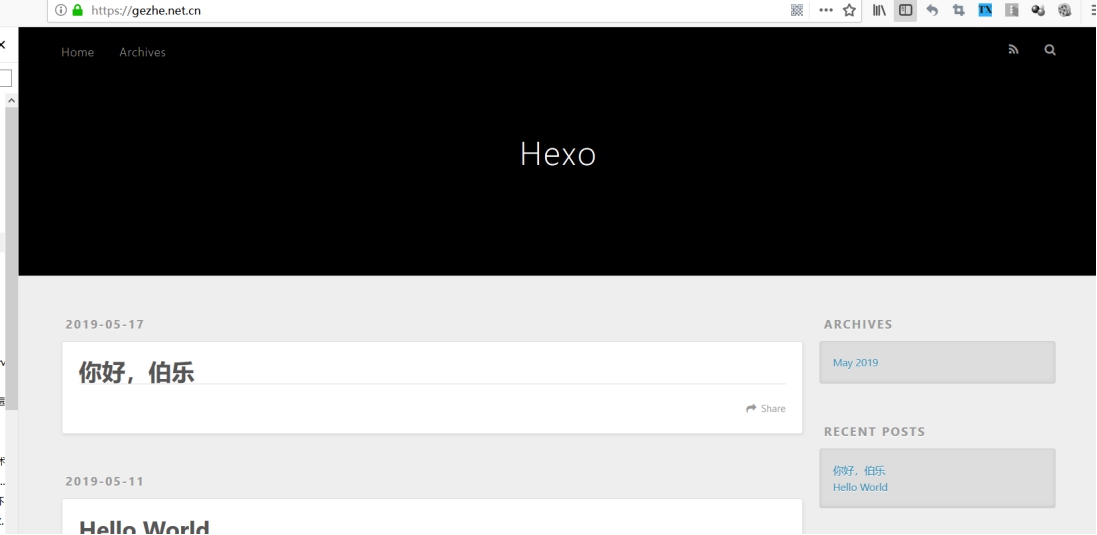 https://gezhe.net.cn
Home
Archives
Hexo
2019-05-17
你好，伯乐
Share
2019-05-11
Hello World
ARCHIVES
May 2019
RECENT POSTS
你好，伯乐
Hello World